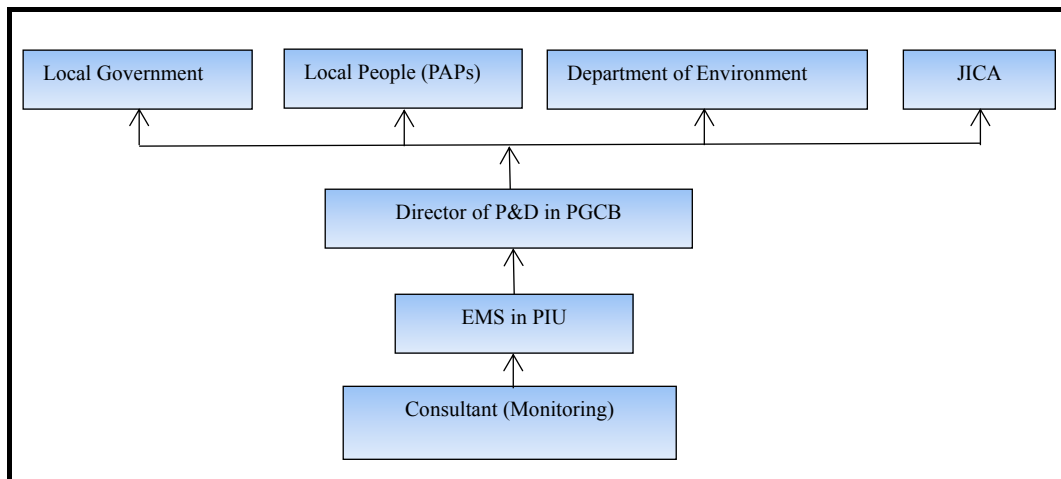 Local Government
Local People (PAPs)
Department of Environment
JICA
Director of P&D in PGCB
EMS in PIU
Consultant (Monitoring)